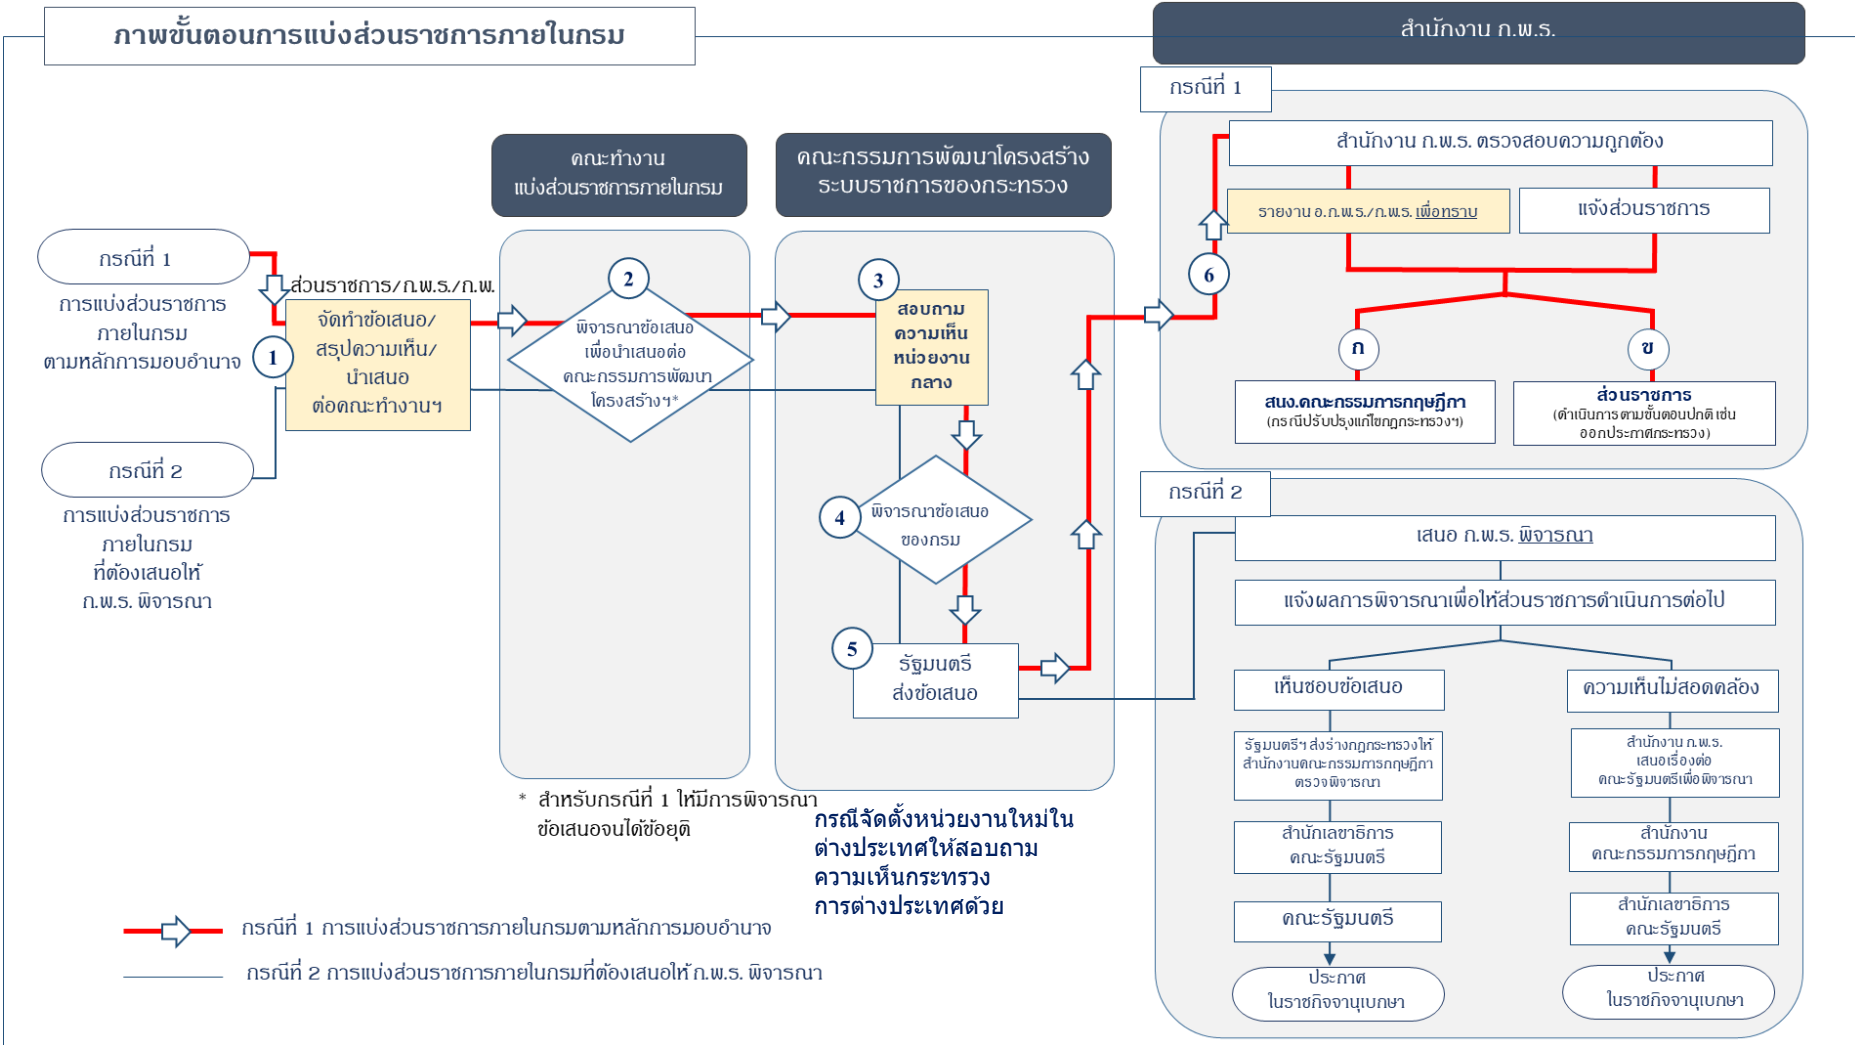 ภาพขั้นตอนการแบ่งส่วนราชการภายในกรม
สำนักงาน ก.พ.ร.
คณะทำงาน
แบ่งส่วนราชการภายในกรม
คณะกรรมการพัฒนาโครงสร้าง
ระบบราชการของกระทรวง
กรณีที่ 1
การแบ่งส่วนราชการ
ภายในกรม
ตามหลักการมอบอำนาจ
กรณีที่ 2
การแบ่งส่วนราชการ
ภายในกรม
ที่ต้องเสนอให้
ก.พ.ร. พิจารณา
ส่วนราชการ/ก.พ.ร./ก.พ.
1
จัดทำข้อเสนอ/
สรุปความเห็น/
นำเสนอ
ต่อคณะทำงานฯ
2
พิจารณาข้อเสนอ
เพื่อนำเสนอต่อ
คณะกรรมการพัฒนา
โครงสร้างฯ*
* สำหรับกรณีที่ 1 ให้มีการพิจารณา
ข้อเสนอจนได้ข้อยุติ
3
สอบถาม
ความเห็น
หน่วยงาน
กลาง
4
พิจารณาข้อเสนอ
ของกรม
5
รัฐมนตรี
ส่งข้อเสนอ
กรณีจัดตั้งหน่วยงานใหม่ใน
ต่างประเทศให้สอบถาม
ความเห็นกระทรวง
การต่างประเทศด้วย
6
กรณีที่ 1
สำนักงาน ก.พ.ร. ตรวจสอบความถูกต้อง
รายงาน อ.ก.พ.ร./ก.พ.ร. เพื่อทราบ
แจ้งส่วนราชการ
ก
ข
สนง.คณะกรรมการกฤษฎีกา
(กรณีปรับปรุงแก้ไขกฎกระทรวงฯ)
ส่วนราชการ
(ดำเนินการตามขั้นตอนปกติ เช่น
ออกประกาศกระทรวง)
กรณีที่ 2
เสนอ ก.พ.ร. พิจารณา
แจ้งผลการพิจารณาเพื่อให้ส่วนราชการดำเนินการต่อไป
เห็นชอบข้อเสนอ
รัฐมนตรีฯ ส่งร่างกฎกระทรวงให้
สำนักงานคณะกรรมการกฤษฎีกา
ตรวจพิจารณา
สำนักเลขาธิการ
คณะรัฐมนตรี
คณะรัฐมนตรี
ประกาศ
ในราชกิจจานุเบกษา
ความเห็นไม่สอดคล้อง
สำนักงาน ก.พ.ร.
เสนอเรื่องต่อ
คณะรัฐมนตรีเพื่อพิจารณา
สำนักงาน
คณะกรรมการกฤษฎีกา
สำนักเลขาธิการ
คณะรัฐมนตรี
ประกาศ
ในราชกิจจานุเบกษา
กรณีที่ 1 การแบ่งส่วนราชการภายในกรมตามหลักการมอบอำนาจ
กรณีที่ 2 การแบ่งส่วนราชการภายในกรมที่ต้องเสนอให้ ก.พ.ร. พิจารณา